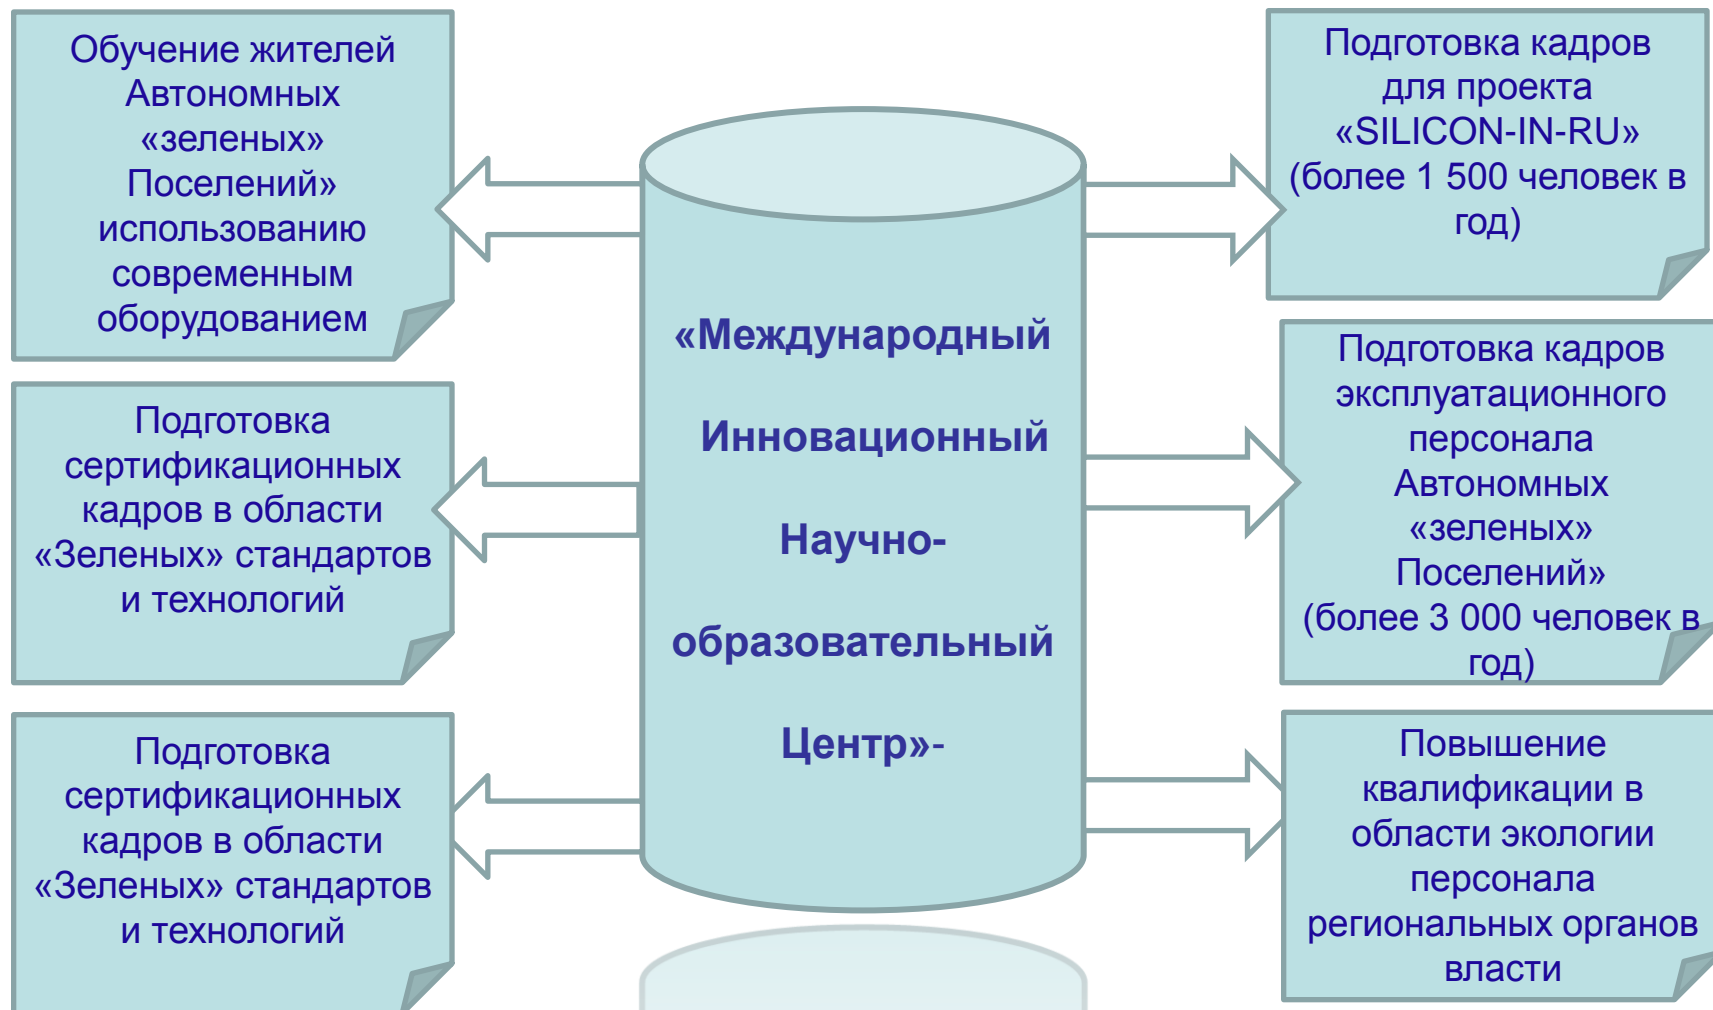 Обучение жителей
Автономных
«зеленых»
Поселений»
использованию
современным
оборудованием
Подготовка
сертификационных
кадров в области
«Зеленых» стандартов
и технологий
Подготовка
сертификационных
кадров в области
«Зеленых» стандартов
и технологий
«Международный
Инновационный
Научно-
образовательный
Центр»-
Подготовка кадров
для проекта
«SILICON-IN-RU»
(более 1 500 человек в
год)
Подготовка кадров
эксплуатационного
персонала
Автономных
«зеленых»
Поселений»
(более 3 000 человек в
год)
Повышение
квалификации в
области экологии
персонала
региональных органов
власти